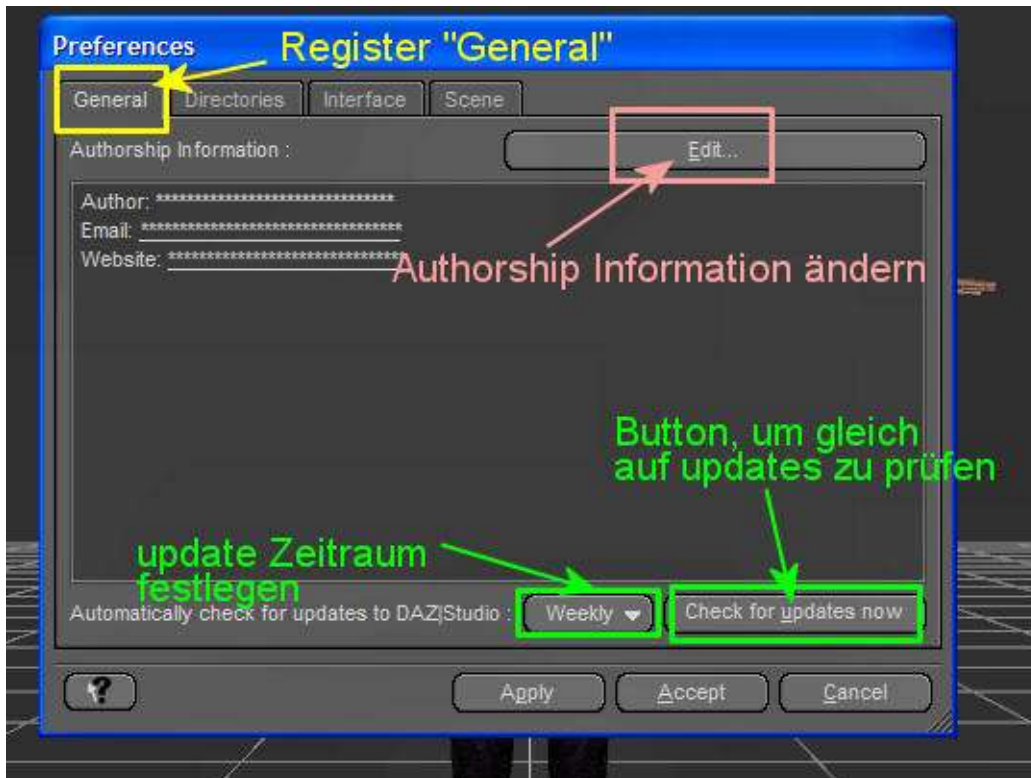 Preferences
Register "General"
General
Directories
Interface
Scene
Authorship Information :
Edit...
Author: *******************************
Email: **********************************
Website: *******************************
Authorship Information ändern
Button, um gleich
auf updates zu prüfen
update Zeitraum
festlegen
Automatically check for updates to DAZ|Studio :
Weekly
Check for updates now
?
Apply
Accept
Cancel